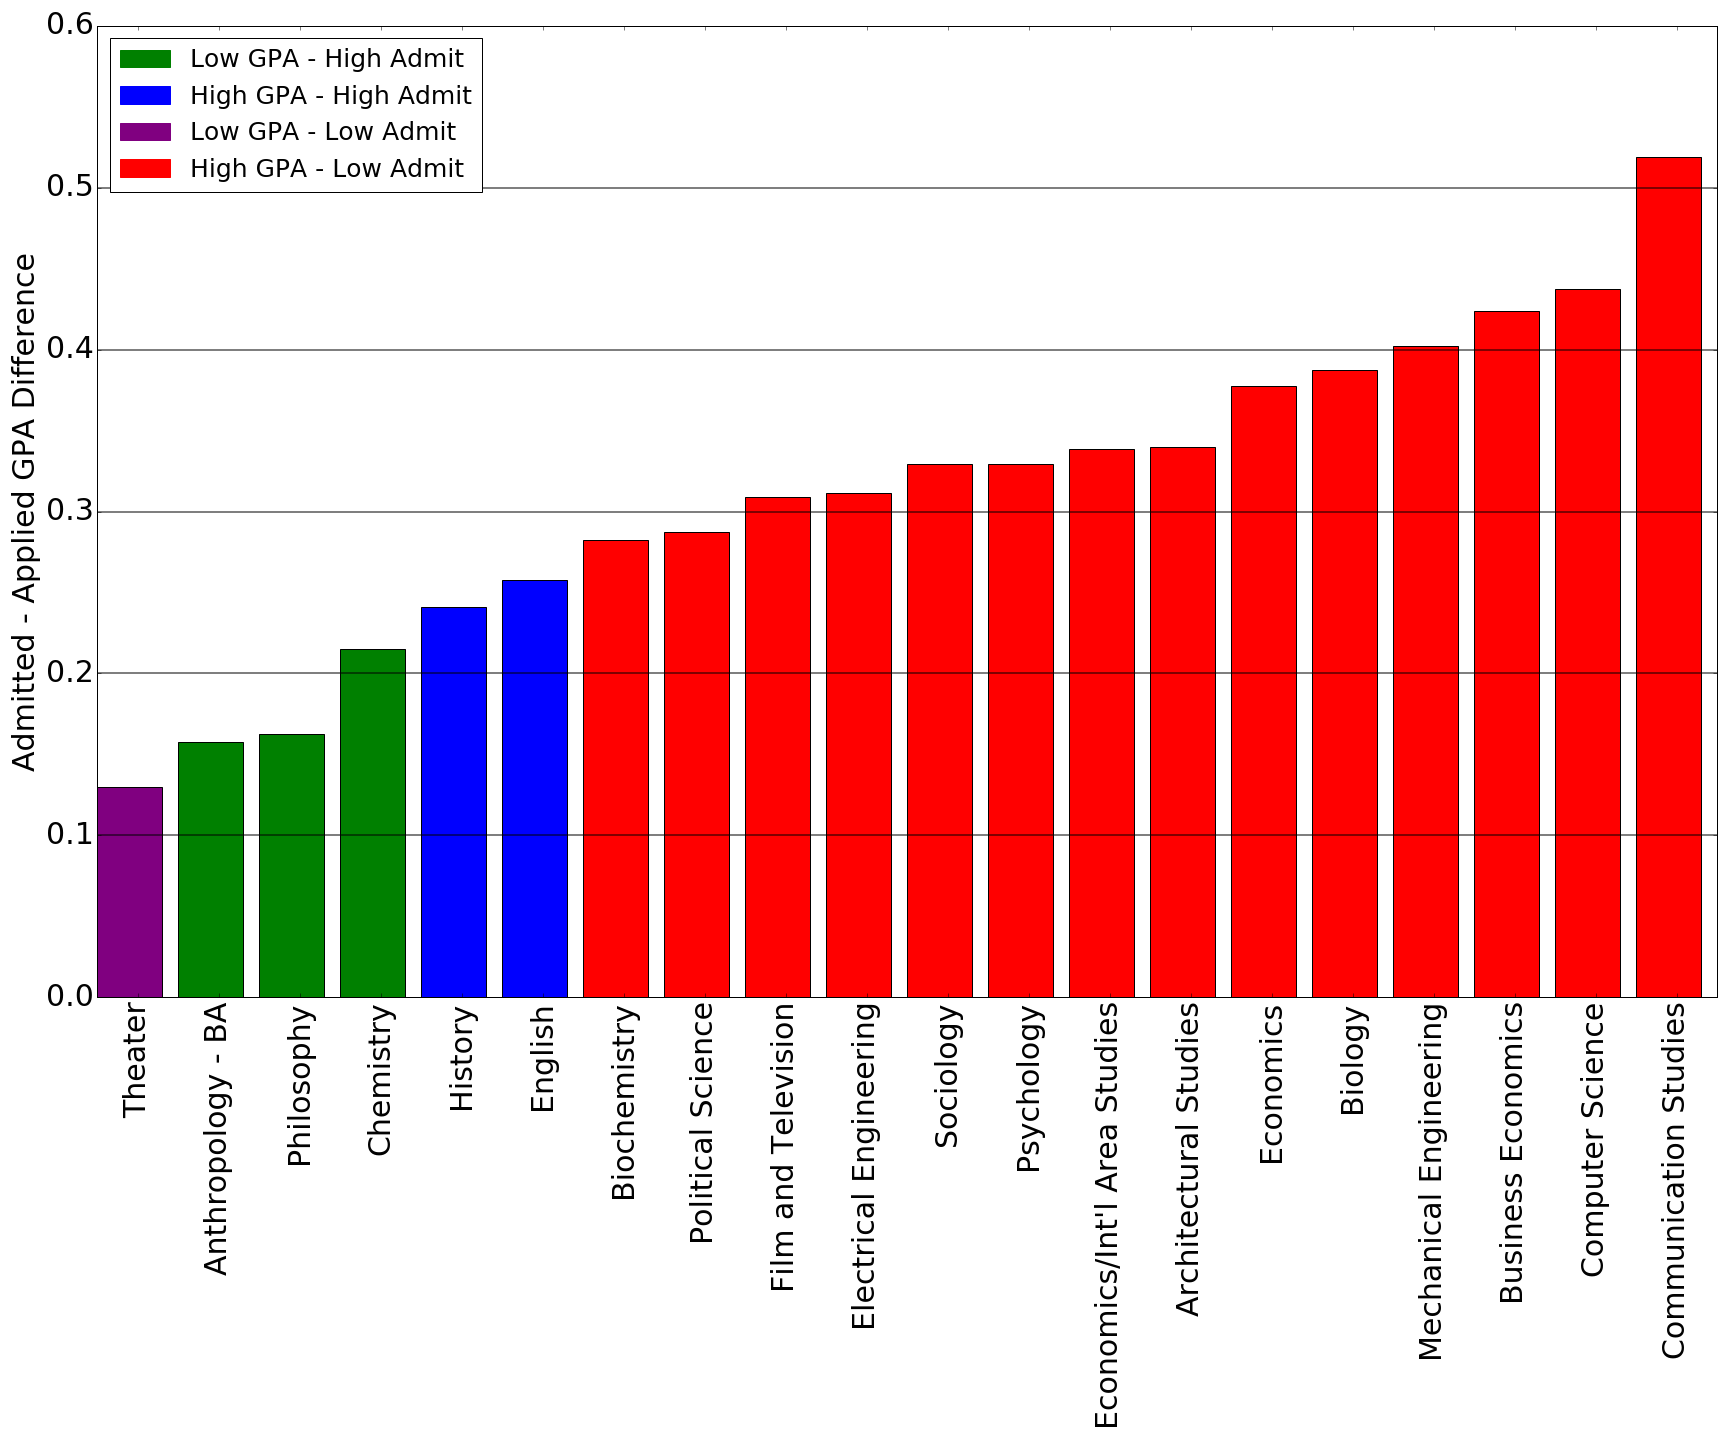 0.6
0.5
0.4
0.3
0.2
0.1
0.0
Admitted - Applied GPA Difference
Low GPA - High Admit
High GPA - High Admit
Low GPA - Low Admit
High GPA - Low Admit
Theater
Anthropology - BA
Philosophy
Chemistry
History
English
Biochemistry
Political Science
Film and Television
Electrical Engineering
Sociology
Psychology
Economics/Int'l Area Studies
Architectural Studies
Economics
Biology
Mechanical Engineering
Business Economics
Computer Science
Communication Studies